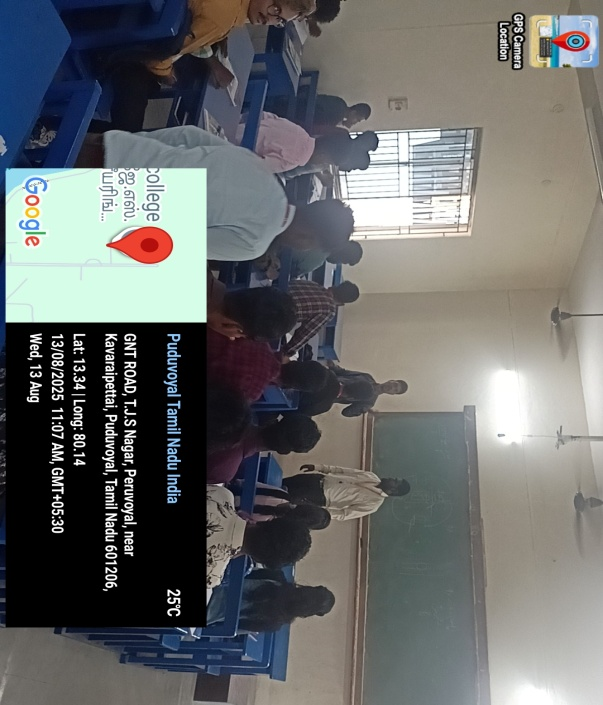 GPS Camera
Location
college
ஜே.எஸ்.
Google
Puduvoyal Tamil Nadu India
25°C
GNT ROAD, T.J.S Nagar, Peruvoyal, near
Kavaraipettai, Puduvoyal, Tamil Nadu 601206,
Lat: 13.34 | Long: 80.14
13/08/2025 11:07 AM, GMT+05:30
Wed, 13 Aug